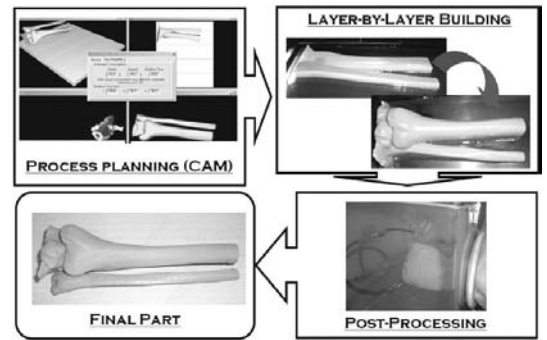 LAYER-BY-LAYER BUILDING
PROCESS PLANNING (CAM)
FINAL PART
POST-PROCESSING